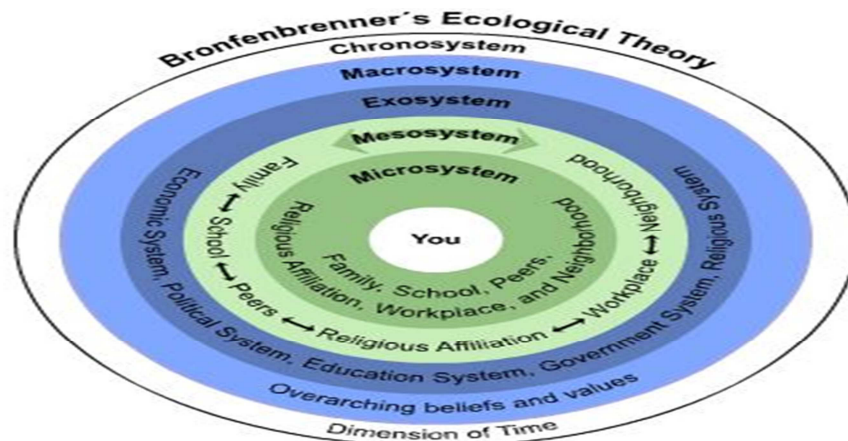 Bronfenbrenner´s Ecological Theory
Chronosystem
Macrosystem
Exosystem
Mesosystem
Microsystem
You
Family, School, Peers,
Religious Affiliation, Workplace, and Neighborhood
Family ↔ School ↔ Peers ↔ Religious Affiliation ↔ Workplace ↔ Neighborhood
Economic System, Political System, Education System, Government System, Religious System
Overarching beliefs and values
Dimension of Time